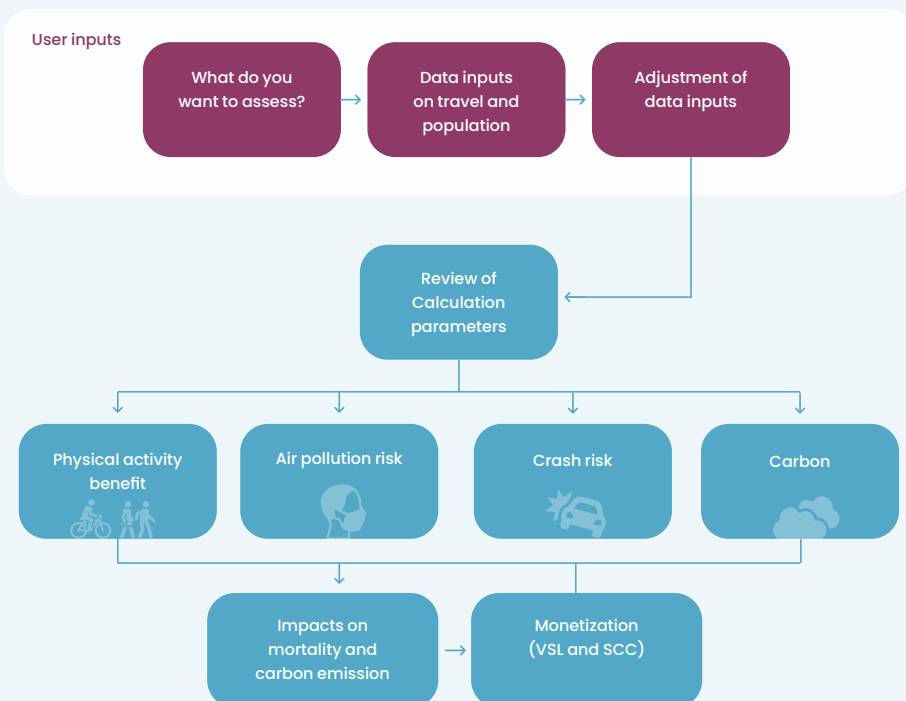 User inputs
What do you
want to assess?
Data inputs
on travel and
population
Adjustment of
data inputs
Review of
Calculation
parameters
Physical activity
benefit
Air pollution risk
Crash risk
Carbon
Impacts on
mortality and
carbon emission
Monetization
(VSL and SCC)